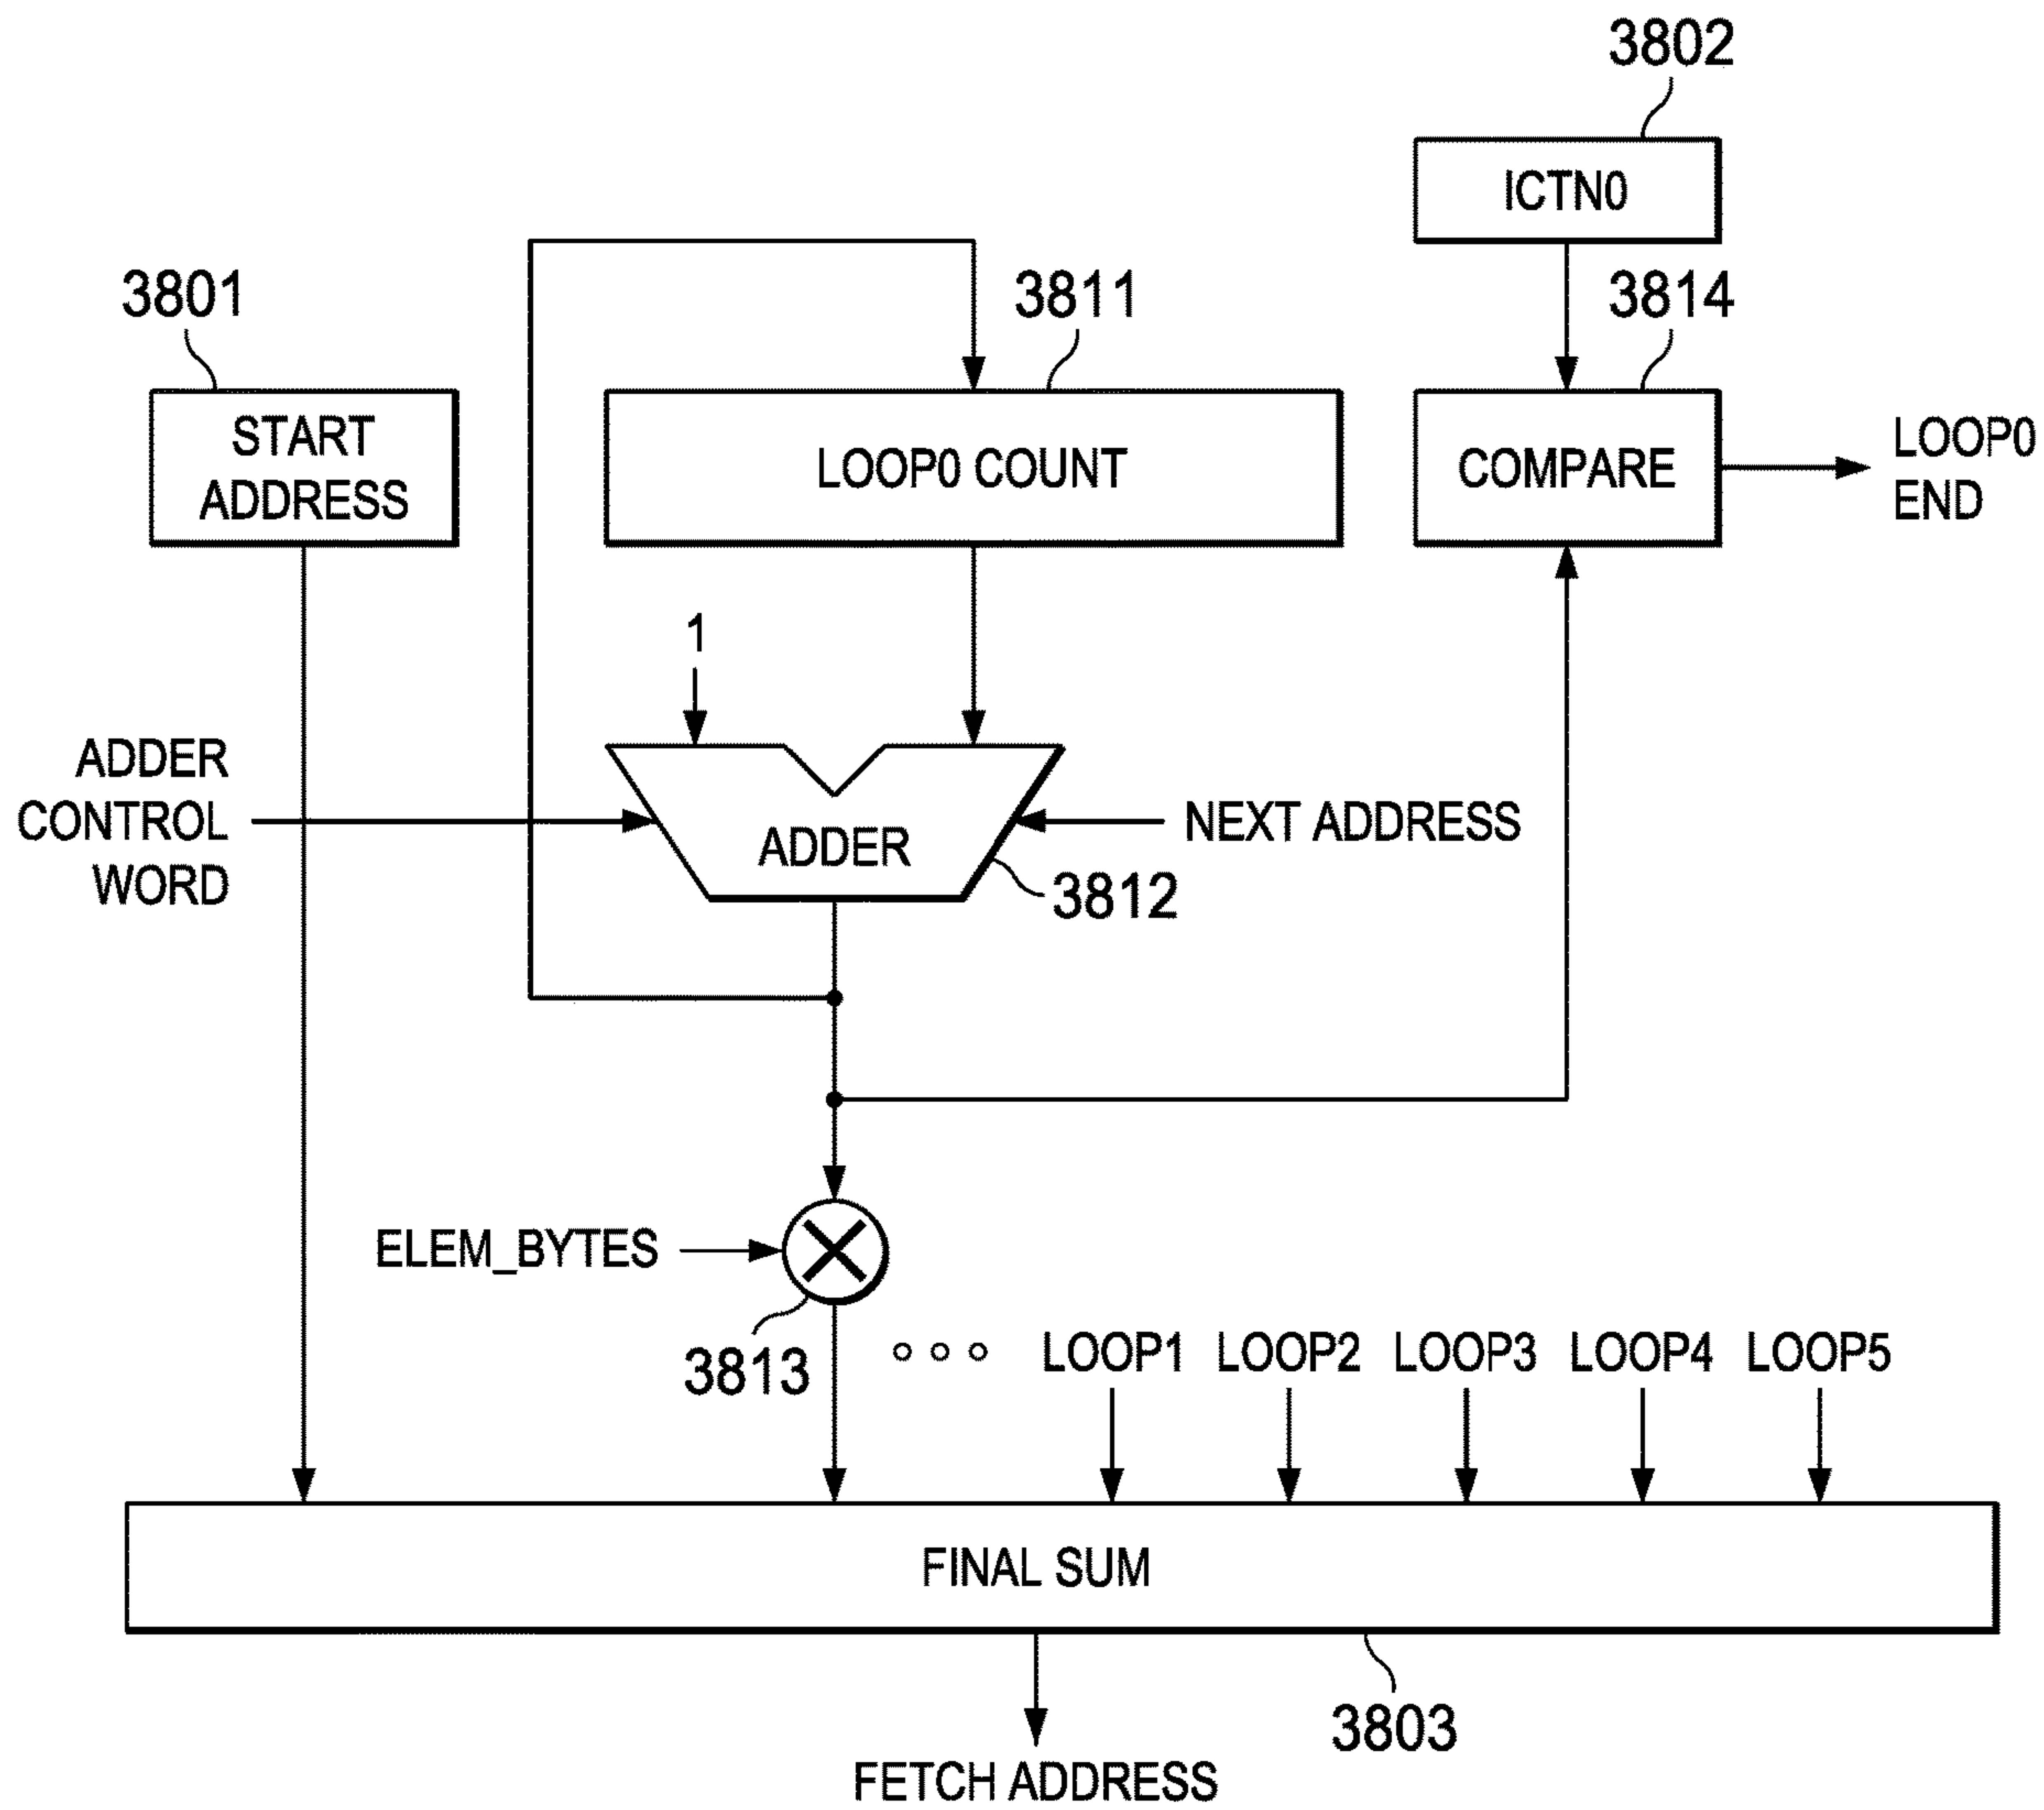 3802
ICTN0
3801
3811
3814
START
ADDRESS
LOOP0 COUNT
COMPARE
LOOP0
END
1
ADDER
CONTROL
WORD
ADDER
NEXT ADDRESS
3812
ELEM_BYTES
3813
LOOP1 LOOP2 LOOP3 LOOP4 LOOP5
FINAL SUM
3803
FETCH ADDRESS